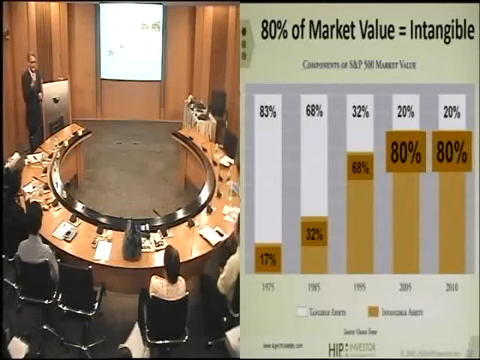 80% of Market Value = Intangible
COMPONENTS OF S&P 500 MARKET VALUE
83% 68% 32% 20% 20%
17% 32% 68% 80% 80%
1975 1985 1995 2005 2010
TANGIBLE ASSETS INTANGIBLE ASSETS
HIP INVESTOR